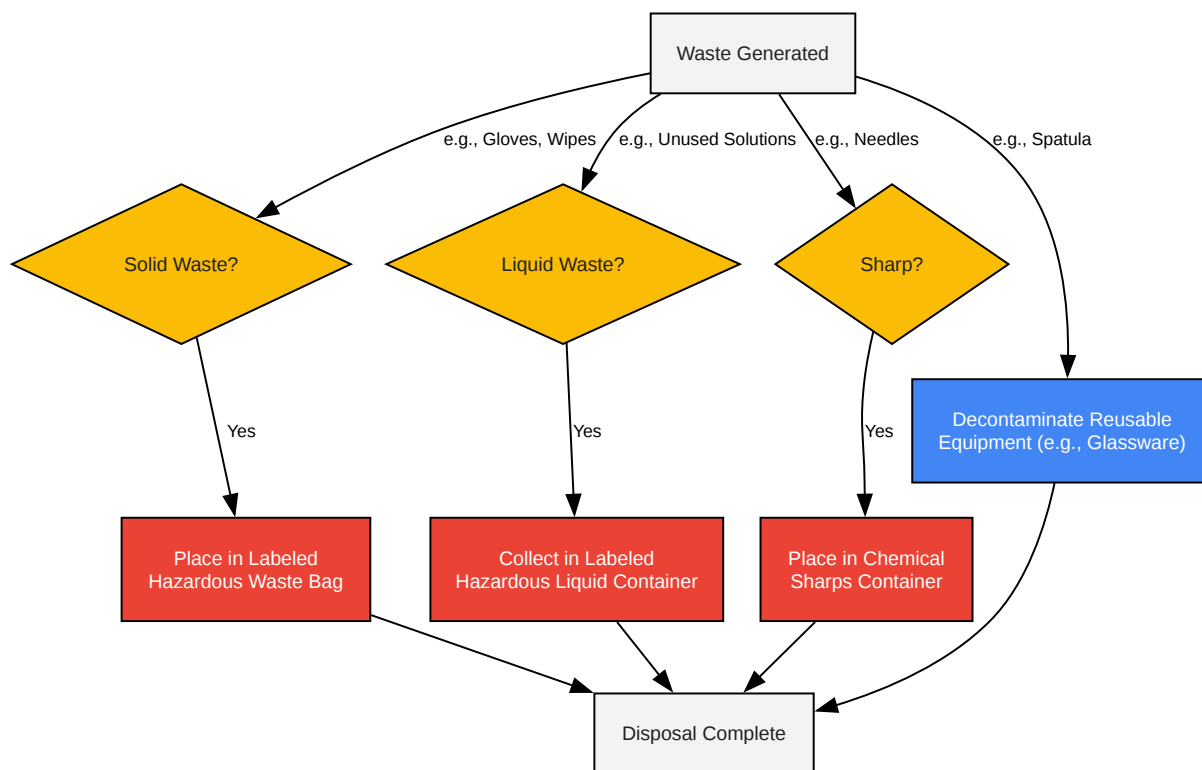 Waste Generated
e.g., Gloves, Wipes
e.g., Unused Solutions
e.g., Needles
e.g., Spatula
Solid Waste?
Liquid Waste?
Sharp?
Decontaminate Reusable
Equipment (e.g., Glassware)
Yes
Yes
Yes
Place in Labeled
Hazardous Waste Bag
Collect in Labeled
Hazardous Liquid Container
Place in Chemical
Sharps Container
Disposal Complete